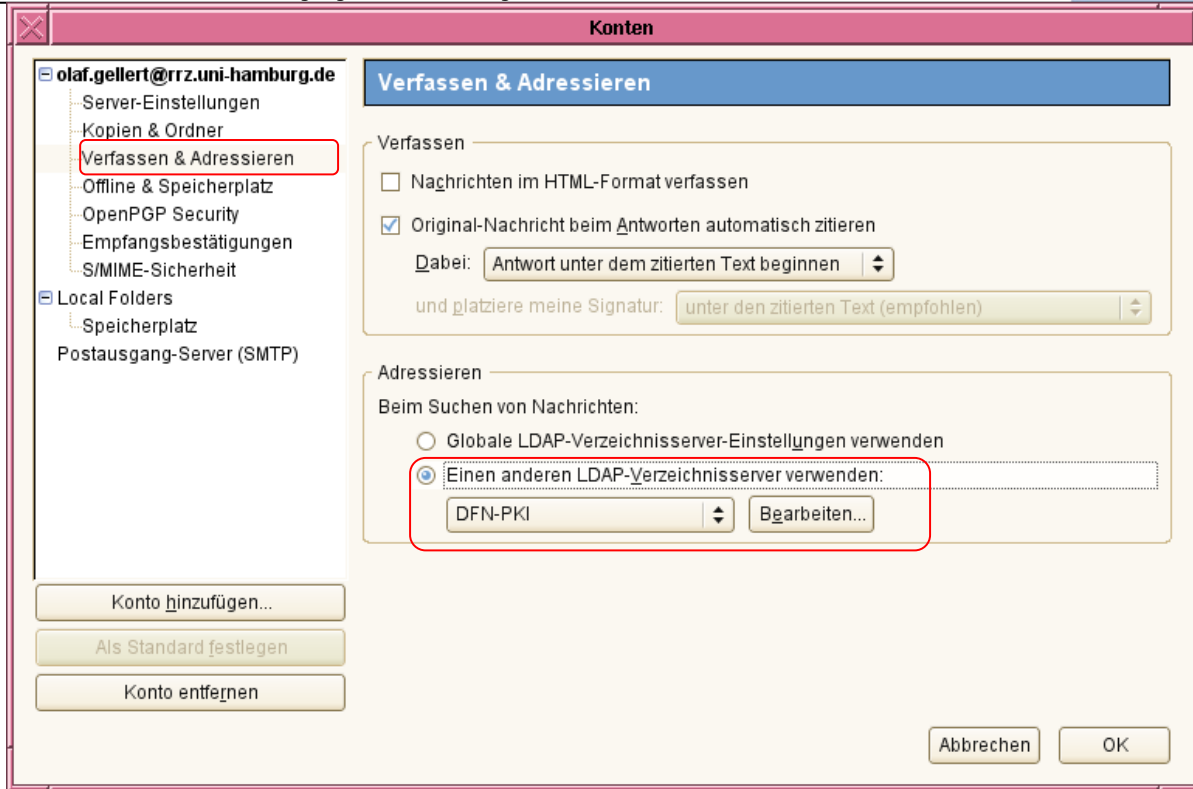 Konten
olaf.gellert@rrz.uni-hamburg.de
Server-Einstellungen
Kopien & Ordner
Verfassen & Adressieren
Offline & Speicherplatz
OpenPGP Security
Empfangsbestätigungen
S/MIME-Sicherheit
Local Folders
Speicherplatz
Postausgang-Server (SMTP)
Konto hinzufügen...
Als Standard festlegen
Konto entfernen
Verfassen & Adressieren
Verfassen
Nachrichten im HTML-Format verfassen
Original-Nachricht beim Antworten automatisch zitieren
Dabei: Antwort unter dem zitierten Text beginnen
und platziere meine Signatur: unter den zitierten Text (empfohlen)
Adressieren
Beim Suchen von Nachrichten:
Globale LDAP-Verzeichnisserver-Einstellungen verwenden
Einen anderen LDAP-Verzeichnisserver verwenden:
DFN-PKI Bearbeiten...
Abbrechen OK